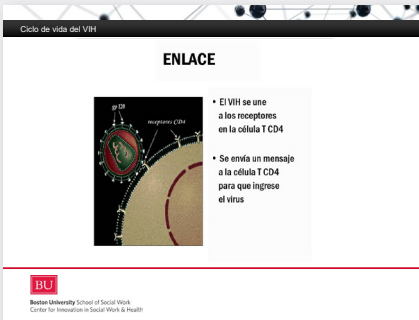 Ciclo de vida del VIH
ENLACE
gp 120
receptores CD4
• El VIH se une
a los receptores
en la célula T CD4
• Se envía un mensaje
a la célula T CD4
para que ingrese
el virus
BU
Boston University School of Social Work
Center for Innovation in Social Work & Health